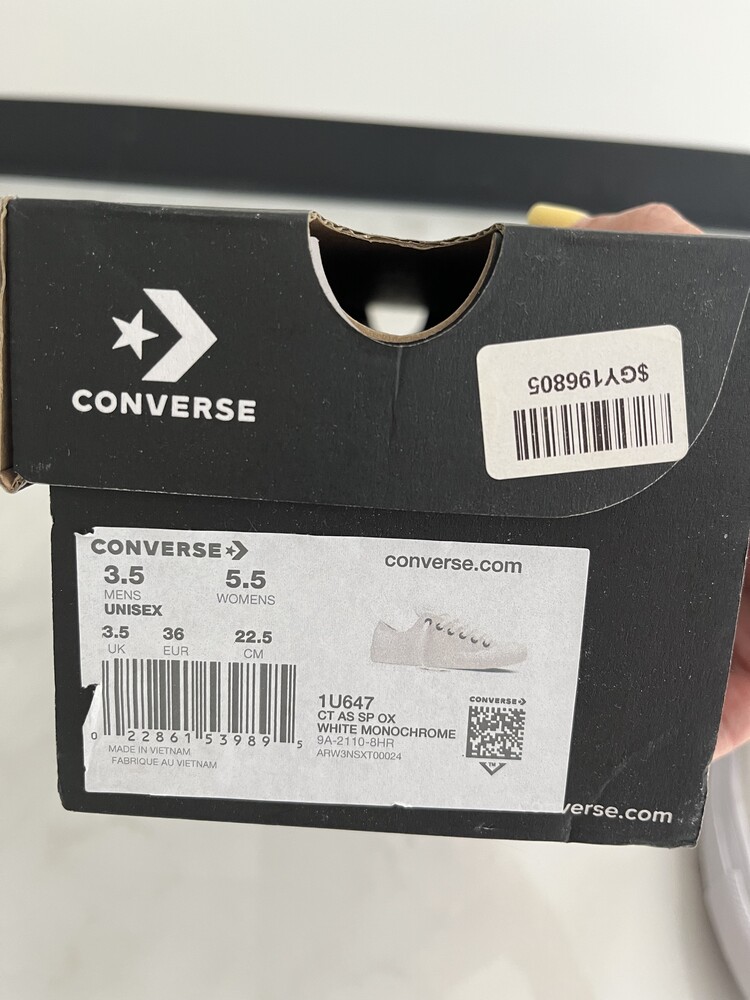 CONVERSE
$GY196805
CONVERSE
converse.com
3.5 5.5
MENS WOMENS
UNISEX
3.5 36 22.5
UK EUR CM
0 22861 53989 5
MADE IN VIETNAM
FABRIQUE AU VIETNAM
1U647
CT AS SP OX
WHITE MONOCHROME
9A-2110-8HR
ARW3NSXT00024
CONVERSE
TM
verse.com